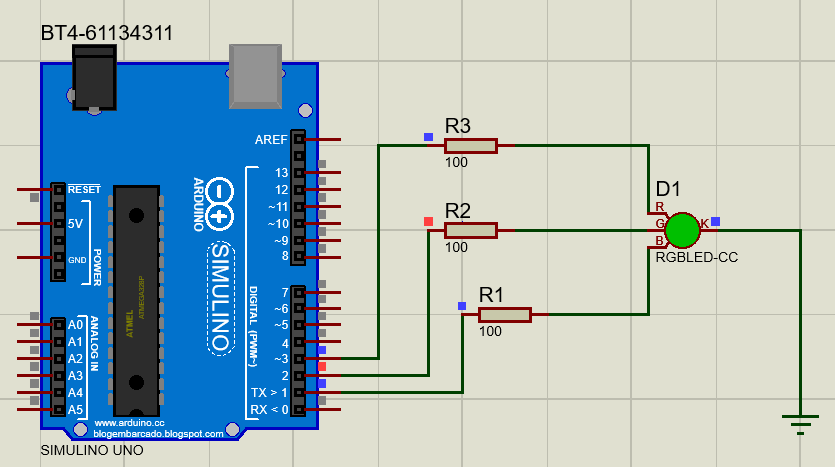 BT4-61134311
AREF
13
12
~11
~10
~9
8
7
~6
~5
4
~3
2
TX > 1
RX < 0
RESET
5V
GND
POWER
A0
A1
A2
A3
A4
A5
ANALOG IN
ARDUINO
SIMULINO
DIGITAL (PWM~)
ATMEL
www.arduino.cc
blogembarcado.blogspot.com
SIMULINO UNO
R3
100
R2
100
R1
100
D1
R
G
B
K
RGBLED-CC